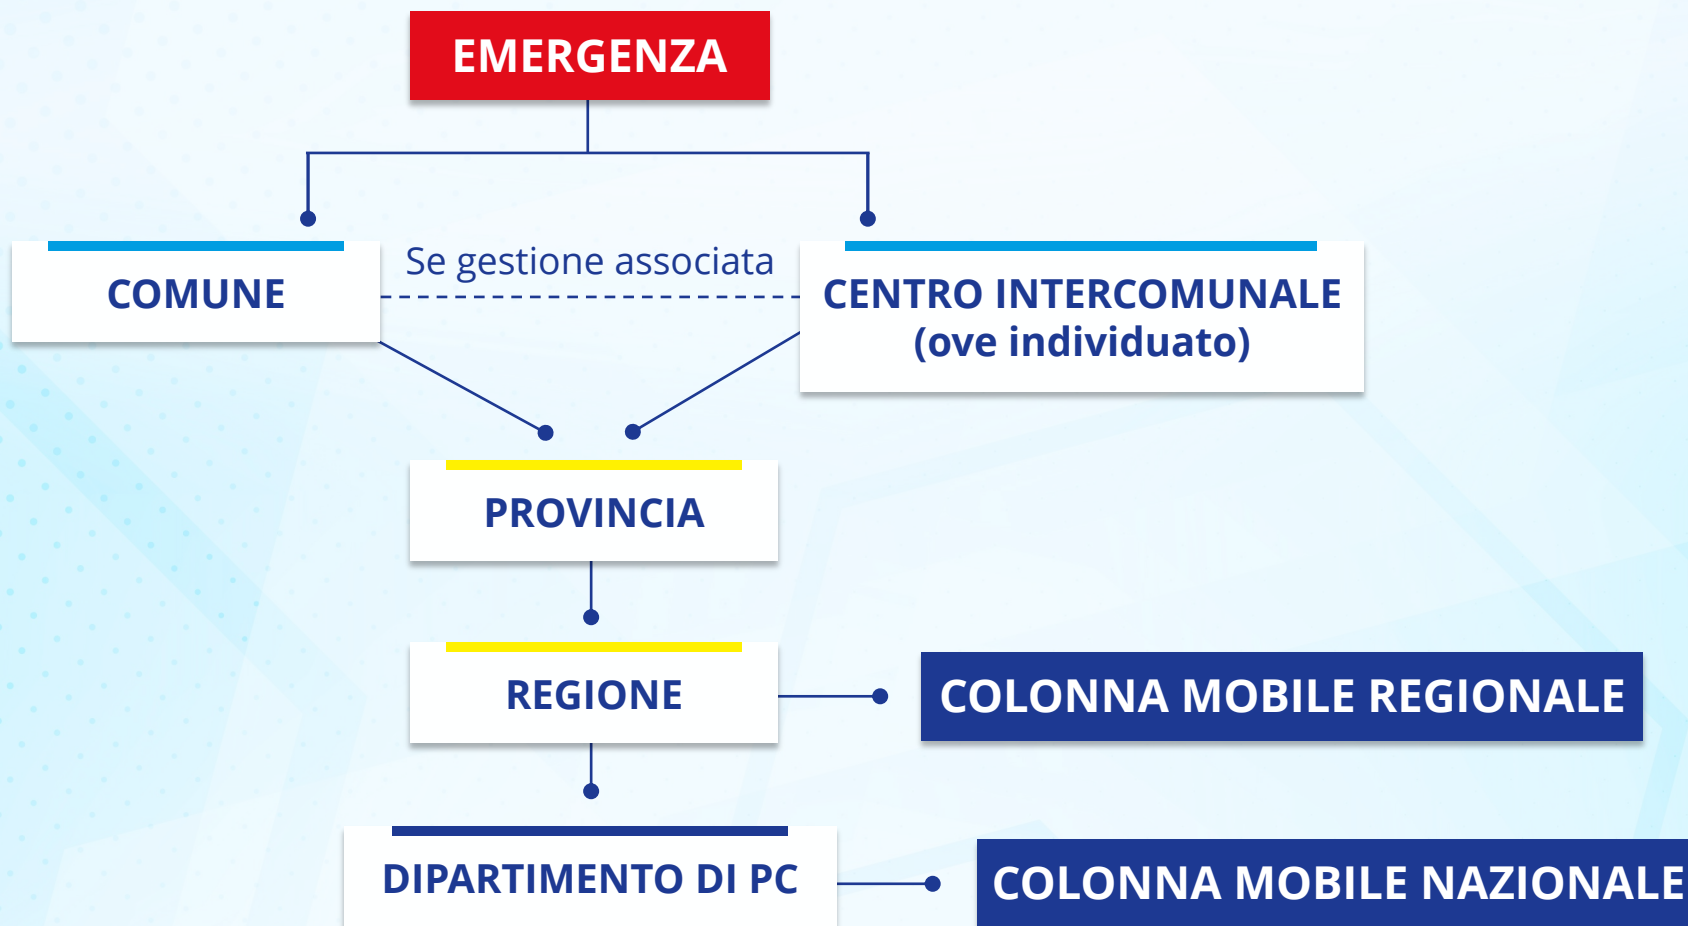 EMERGENZA
COMUNE
Se gestione associata
CENTRO INTERCOMUNALE
(ove individuato)
PROVINCIA
REGIONE
COLONNA MOBILE REGIONALE
DIPARTIMENTO DI PC
COLONNA MOBILE NAZIONALE